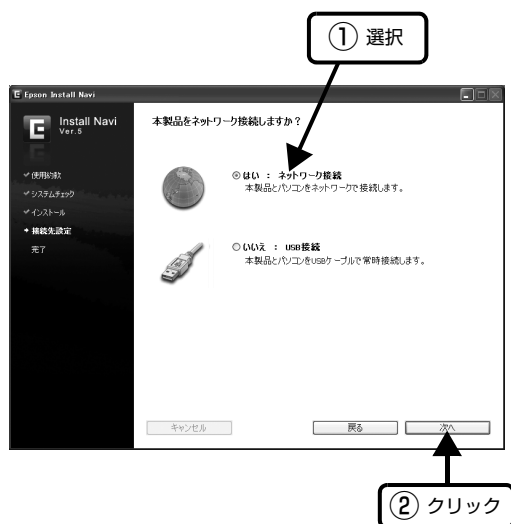 ① 選択
Epson Install Navi
Install Navi
Ver.5
本製品をネットワーク接続しますか？
使用約款
システムチェック
インストール
接続先設定
完了
はい ： ネットワーク接続
本製品とパソコンをネットワークで接続します。
いいえ ： USB接続
本製品とパソコンをUSBケーブルで常時接続します。
キャンセル
戻る
次へ
② クリック